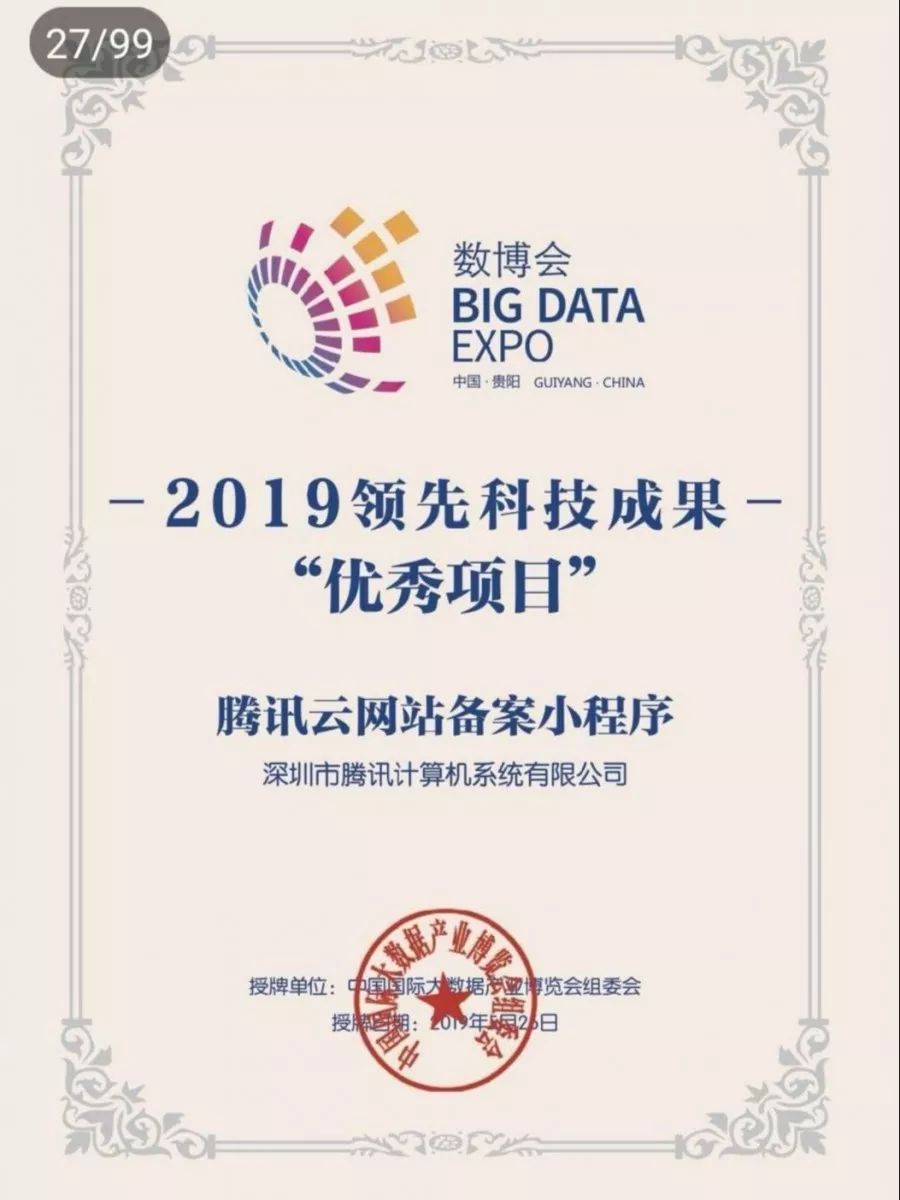 27/99
数博会
BIG DATA
EXPO
中国·贵阳 GUIYANG·CHINA
－2019领先科技成果－
“优秀项目”
腾讯云网站备案小程序
深圳市腾讯计算机系统有限公司
授牌单位：中国国际大数据产业博览会组委会
授牌日期：2019年5月26日
中国国际大数据产业博览会组委会